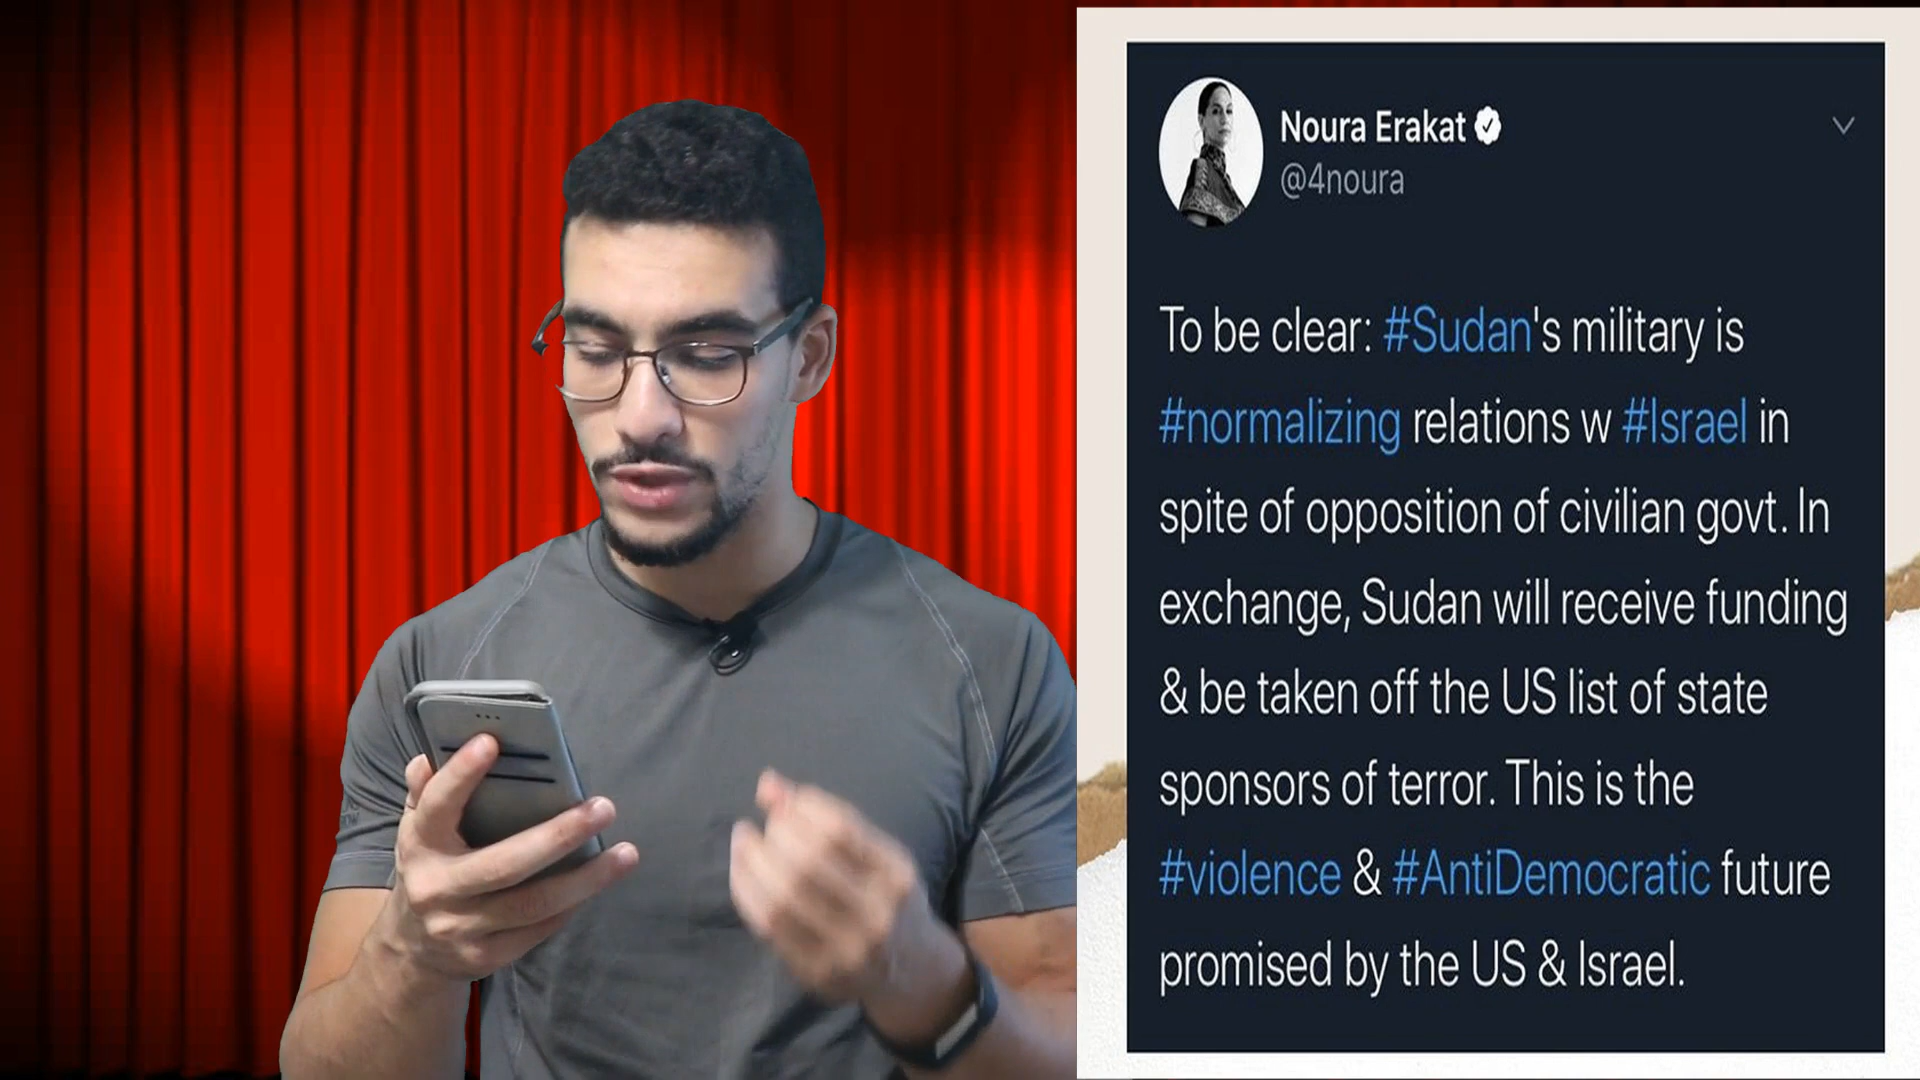 Noura Erakat
@4noura
To be clear: #Sudan's military is
#normalizing relations w #Israel in
spite of opposition of civilian govt. In
exchange, Sudan will receive funding
& be taken off the US list of state
sponsors of terror. This is the
#violence & #AntiDemocratic future
promised by the US & Israel.